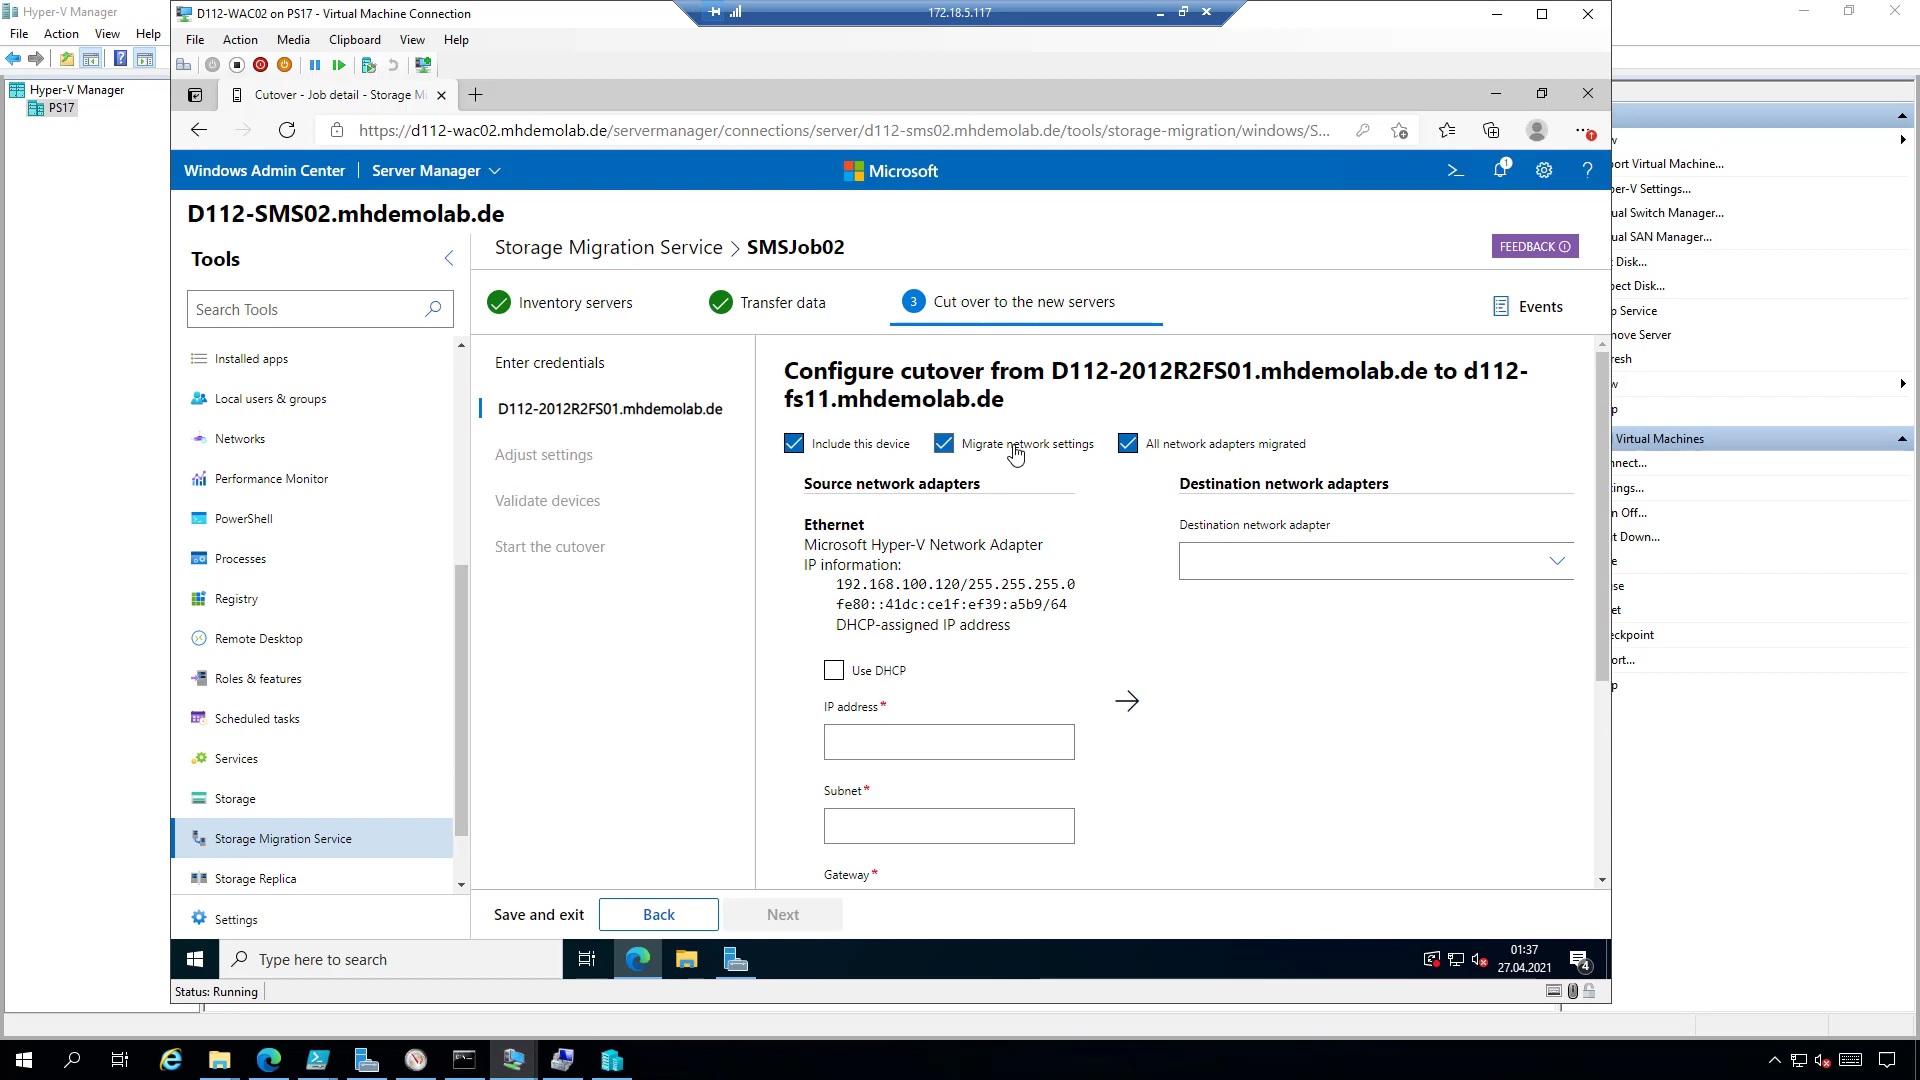 Hyper-V Manager
File Action View Help
Hyper-V Manager
PS17
D112-WAC02 on PS17 - Virtual Machine Connection
172.18.5.117
File Action Media Clipboard View Help
Cutover - Job detail - Storage M
https://d112-wac02.mhdemolab.de/servermanager/connections/server/d112-sms02.mhdemolab.de/tools/storage-migration/windows/S...
Windows Admin Center Server Manager
Microsoft
1
D112-SMS02.mhdemolab.de
Tools
Search Tools
Installed apps
Local users & groups
Networks
Performance Monitor
PowerShell
Processes
Registry
Remote Desktop
Roles & features
Scheduled tasks
Services
Storage
Storage Migration Service
Storage Replica
Settings
Storage Migration Service > SMSJob02
FEEDBACK
Inventory servers
Transfer data
3 Cut over to the new servers
Events
Enter credentials
D112-2012R2FS01.mhdemolab.de
Adjust settings
Validate devices
Start the cutover
Configure cutover from D112-2012R2FS01.mhdemolab.de to d112-
fs11.mhdemolab.de
Include this device
Migrate network settings
All network adapters migrated
Source network adapters
Ethernet
Microsoft Hyper-V Network Adapter
IP information:
192.168.100.120/255.255.255.0
fe80::41dc:ce1f:ef39:a5b9/64
DHCP-assigned IP address
Use DHCP
IP address*
Subnet*
Gateway*
Destination network adapters
Destination network adapter
Save and exit
Back
Next
Type here to search
01:37
27.04.2021
4
Status: Running
w
ort Virtual Machine...
per-V Settings...
ual Switch Manager...
ual SAN Manager...
t Disk...
pect Disk...
p Service
nove Server
resh
w
p
Virtual Machines
nnect...
ings...
n Off...
t Down...
e
use
et
eckpoint
ort...
p